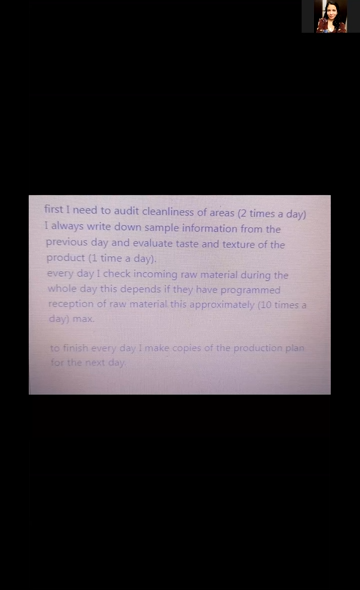 first I need to audit cleanliness of areas (2 times a day)
I always write down sample information from the
previous day and evaluate taste and texture of the
product (1 time a day).
every day I check incoming raw material during the
whole day this depends if they have programmed
reception of raw material this approximately (10 times a
day) max.
to finish every day I make copies of the production plan
for the next day.